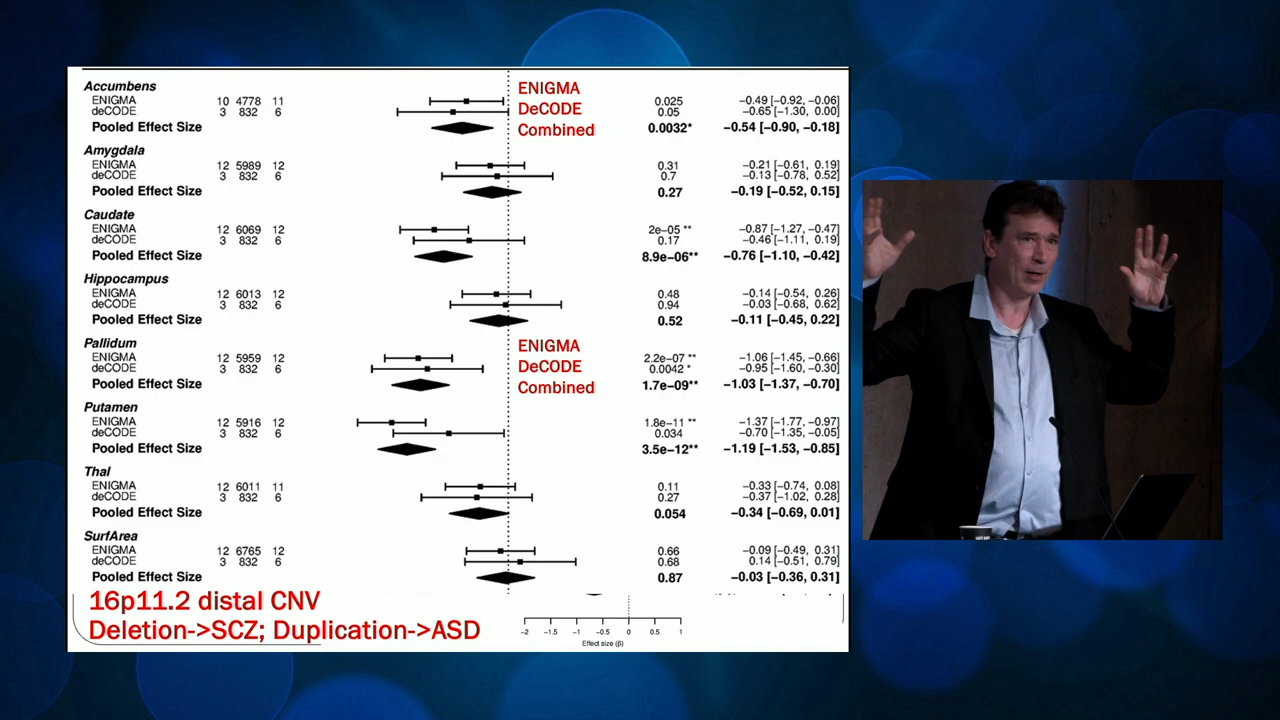 Accumbens
ENIGMA 10 4778 11 ENIGMA 0.025 −0.49 [−0.92, −0.06]
deCODE 3 832 6 DeCODE 0.05 −0.65 [−1.30, 0.00]
Pooled Effect Size Combined 0.0032* −0.54 [−0.90, −0.18]
Amygdala
ENIGMA 12 5989 12 0.31 −0.21 [−0.61, 0.19]
deCODE 3 832 6 0.7 −0.13 [−0.78, 0.52]
Pooled Effect Size 0.27 −0.19 [−0.52, 0.15]
Caudate
ENIGMA 12 6069 12 2e−05 ** −0.87 [−1.27, −0.47]
deCODE 3 832 6 0.17 −0.46 [−1.11, 0.19]
Pooled Effect Size 8.9e−06** −0.76 [−1.10, −0.42]
Hippocampus
ENIGMA 12 6013 12 0.48 −0.14 [−0.54, 0.26]
deCODE 3 832 6 0.94 −0.03 [−0.68, 0.62]
Pooled Effect Size 0.52 −0.11 [−0.45, 0.22]
Pallidum ENIGMA
ENIGMA 12 5959 12 2.2e−07 ** −1.06 [−1.45, −0.66]
deCODE 3 832 6 DeCODE 0.0042 * −0.95 [−1.60, −0.30]
Pooled Effect Size Combined 1.7e−09** −1.03 [−1.37, −0.70]
Putamen
ENIGMA 12 5916 12 1.8e−11 ** −1.37 [−1.77, −0.97]
deCODE 3 832 6 0.034 −0.70 [−1.35, −0.05]
Pooled Effect Size 3.5e−12** −1.19 [−1.53, −0.85]
Thal
ENIGMA 12 6011 11 0.11 −0.33 [−0.74, 0.08]
deCODE 3 832 6 0.27 −0.37 [−1.02, 0.28]
Pooled Effect Size 0.054 −0.34 [−0.69, 0.01]
SurfArea
ENIGMA 12 6765 12 0.66 −0.09 [−0.49, 0.31]
deCODE 3 832 6 0.68 0.14 [−0.51, 0.79]
Pooled Effect Size 0.87 −0.03 [−0.36, 0.31]
16p11.2 distal CNV
Deletion->SCZ; Duplication->ASD
−2 −1.5 −1 −0.5 0 0.5 1
Effect size (β)